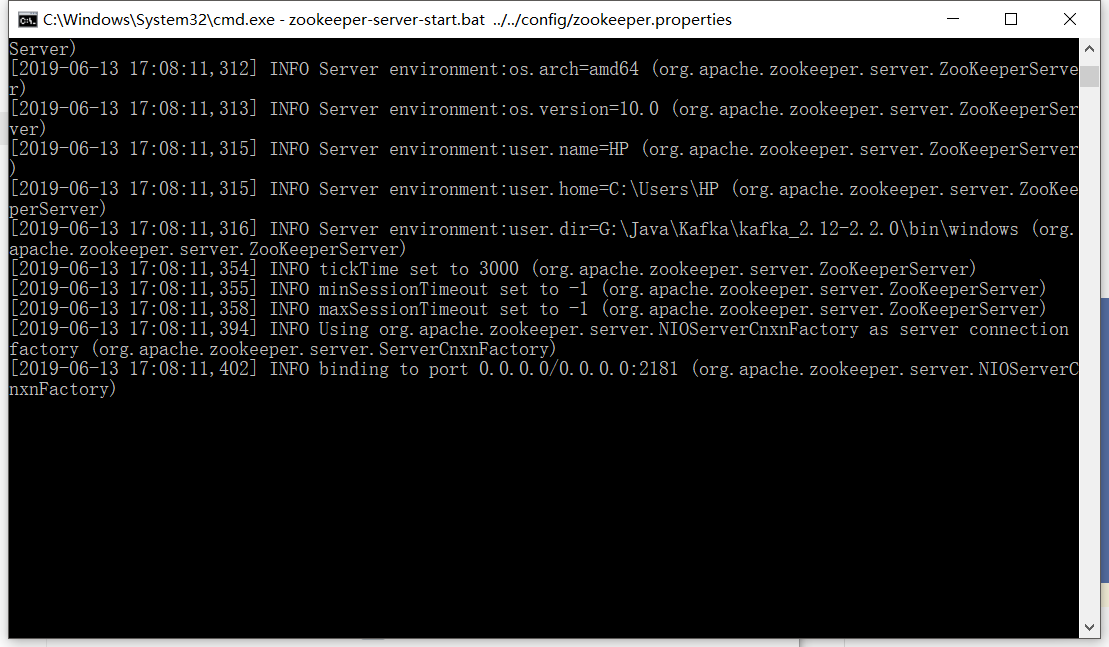 C:\Windows\System32\cmd.exe - zookeeper-server-start.bat ../../config/zookeeper.properties
Server)
[2019-06-13 17:08:11,312] INFO Server environment:os.arch=amd64 (org.apache.zookeeper.server.ZooKeeperServe
r)
[2019-06-13 17:08:11,313] INFO Server environment:os.version=10.0 (org.apache.zookeeper.server.ZooKeeperSer
ver)
[2019-06-13 17:08:11,315] INFO Server environment:user.name=HP (org.apache.zookeeper.server.ZooKeeperServer
)
[2019-06-13 17:08:11,315] INFO Server environment:user.home=C:\Users\HP (org.apache.zookeeper.server.ZooKee
perServer)
[2019-06-13 17:08:11,316] INFO Server environment:user.dir=G:\Java\Kafka\kafka_2.12-2.2.0\bin\windows (org.
apache.zookeeper.server.ZooKeeperServer)
[2019-06-13 17:08:11,354] INFO tickTime set to 3000 (org.apache.zookeeper.server.ZooKeeperServer)
[2019-06-13 17:08:11,355] INFO minSessionTimeout set to -1 (org.apache.zookeeper.server.ZooKeeperServer)
[2019-06-13 17:08:11,358] INFO maxSessionTimeout set to -1 (org.apache.zookeeper.server.ZooKeeperServer)
[2019-06-13 17:08:11,394] INFO Using org.apache.zookeeper.server.NIOServerCnxnFactory as server connection
factory (org.apache.zookeeper.server.ServerCnxnFactory)
[2019-06-13 17:08:11,402] INFO binding to port 0.0.0.0/0.0.0.0:2181 (org.apache.zookeeper.server.NIOServerC
nxnFactory)